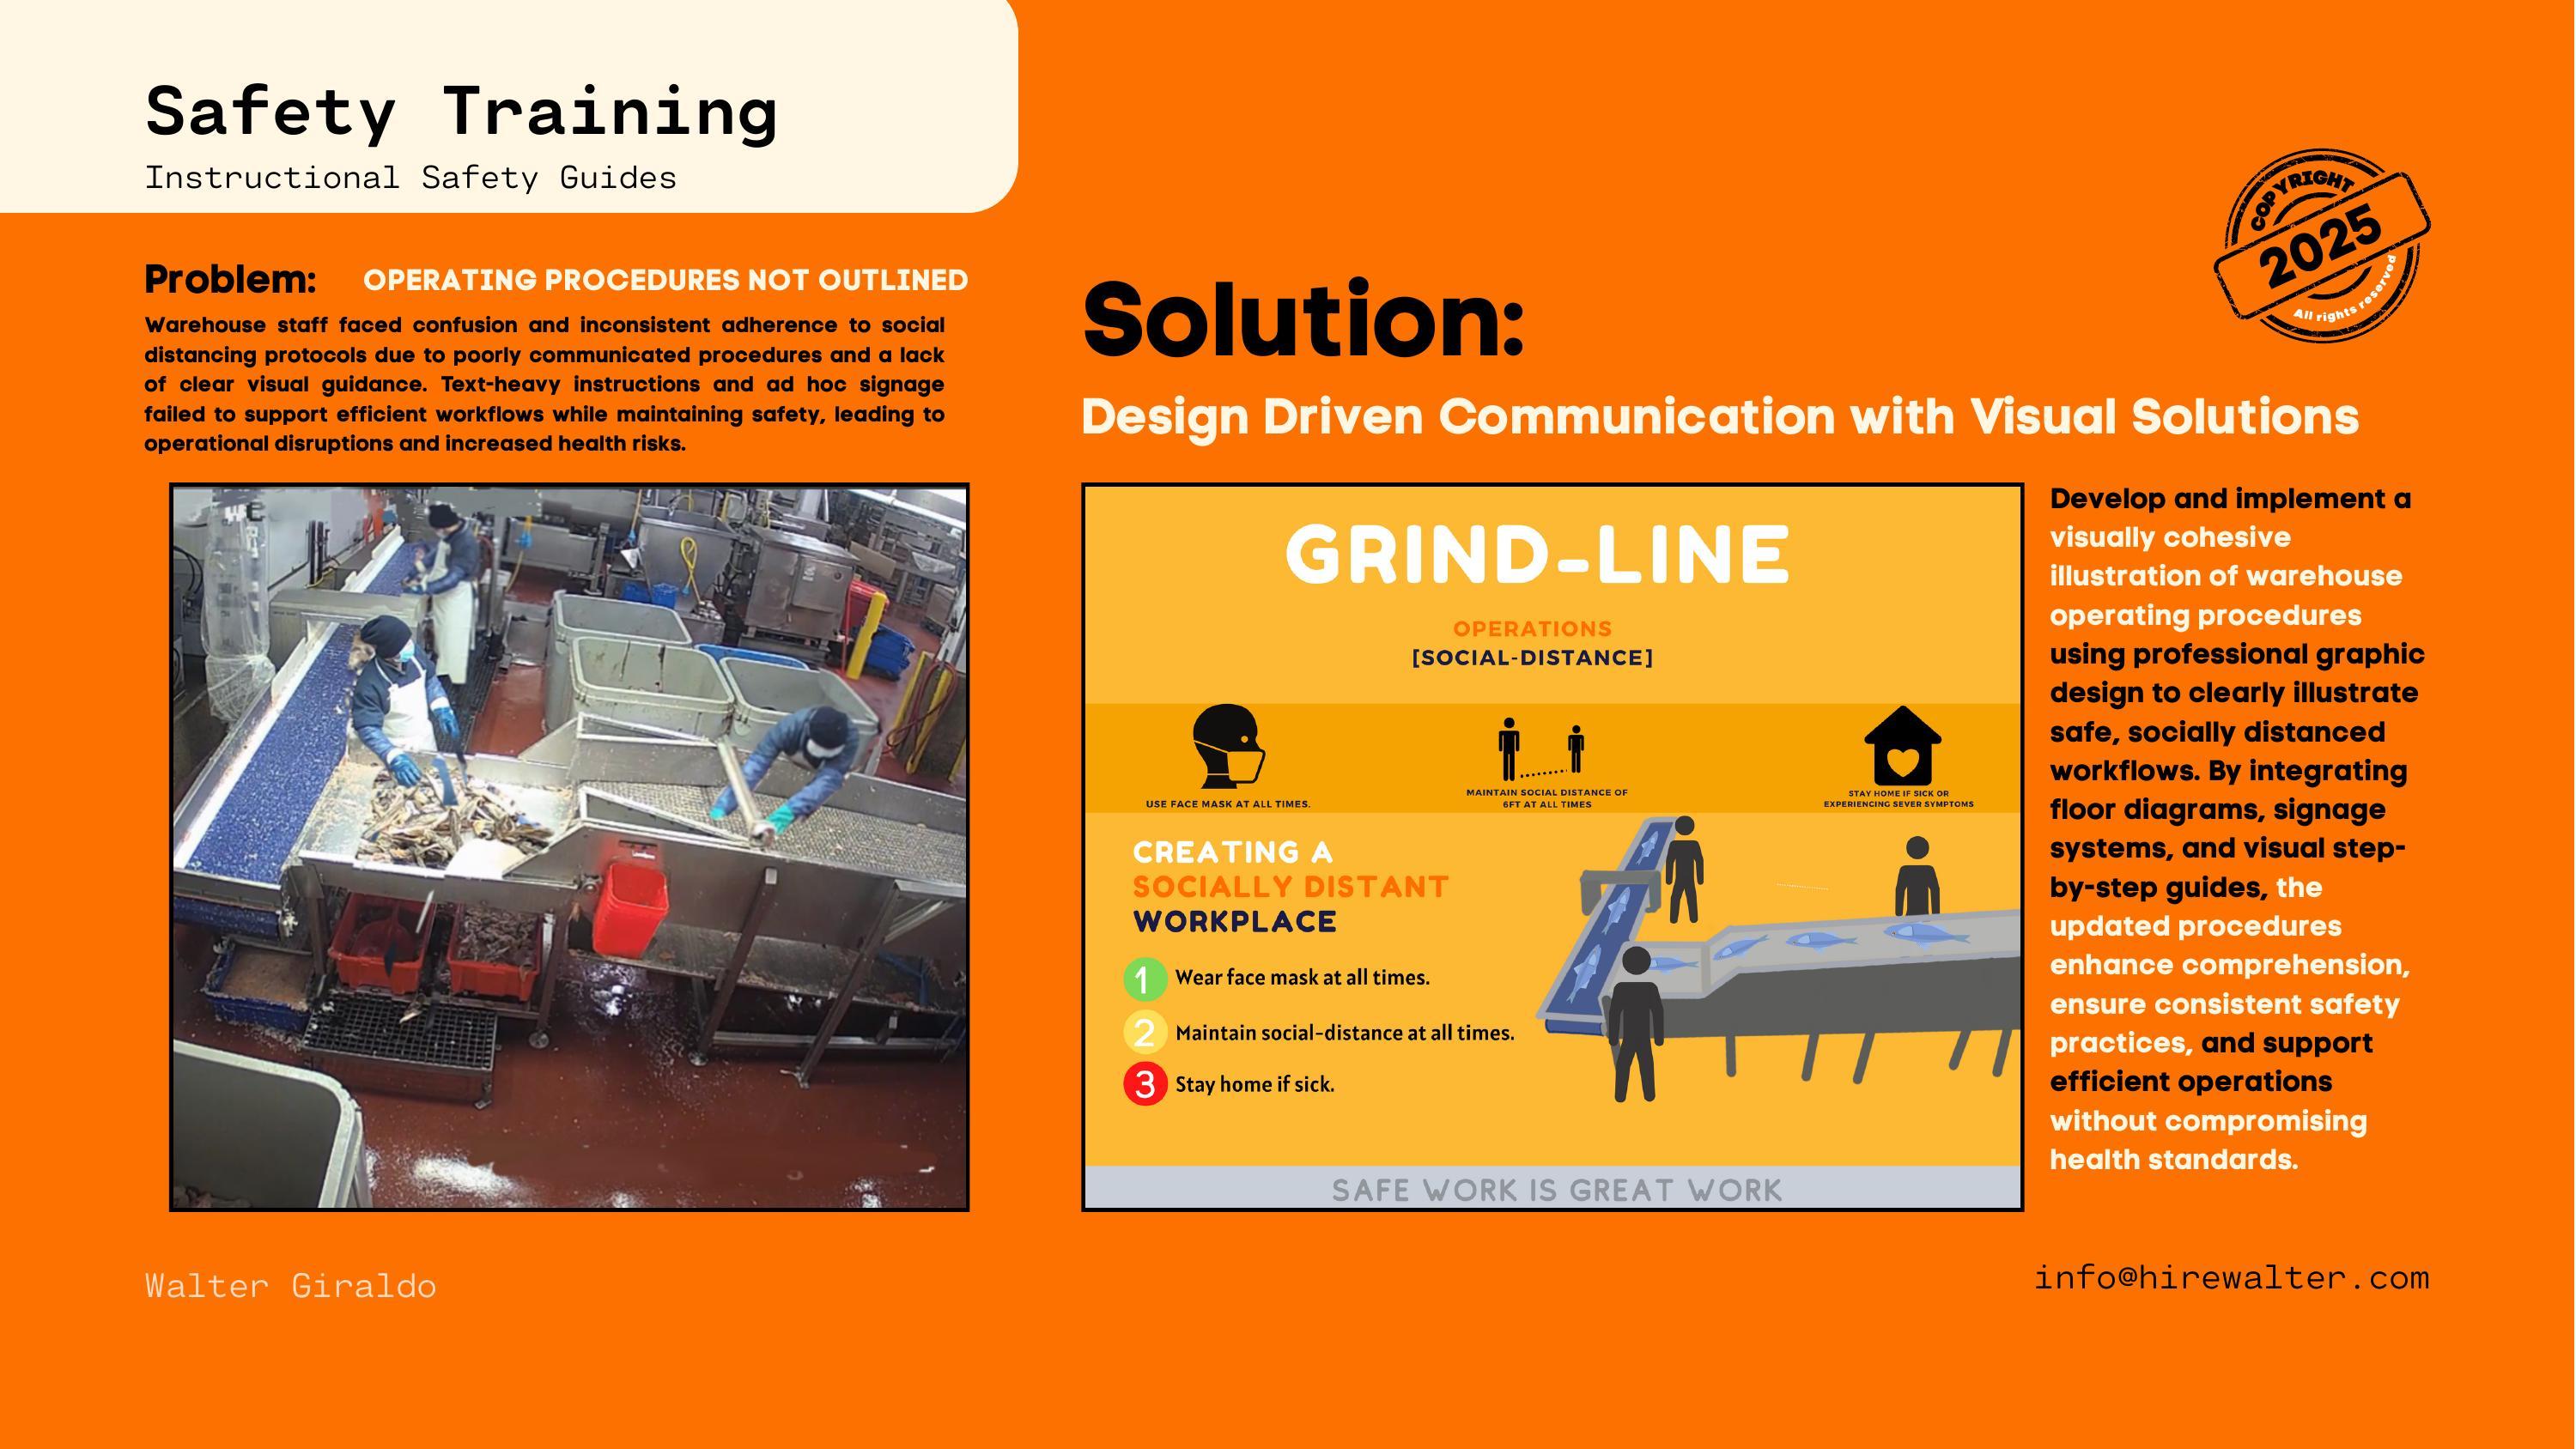 Safety Training
Instructional Safety Guides
Problem: OPERATING PROCEDURES NOT OUTLINED
Warehouse staff faced confusion and inconsistent adherence to social
distancing protocols due to poorly communicated procedures and a lack
of clear visual guidance. Text-heavy instructions and ad hoc signage
failed to support efficient workflows while maintaining safety, leading to
operational disruptions and increased health risks.
COPYRIGHT
2025
All rights reserved
Solution:
Design Driven Communication with Visual Solutions
GRIND-LINE
OPERATIONS
[SOCIAL-DISTANCE]
USE FACE MASK AT ALL TIMES.
MAINTAIN SOCIAL DISTANCE OF
6FT AT ALL TIMES
STAY HOME IF SICK OR
EXPERIENCING SEVER SYMPTOMS
CREATING A
SOCIALLY DISTANT
WORKPLACE
1 Wear face mask at all times.
2 Maintain social-distance at all times.
3 Stay home if sick.
SAFE WORK IS GREAT WORK
Develop and implement a
visually cohesive
illustration of warehouse
operating procedures
using professional graphic
design to clearly illustrate
safe, socially distanced
workflows. By integrating
floor diagrams, signage
systems, and visual step-
by-step guides, the
updated procedures
enhance comprehension,
ensure consistent safety
practices, and support
efficient operations
without compromising
health standards.
Walter Giraldo
info@hirewalter.com